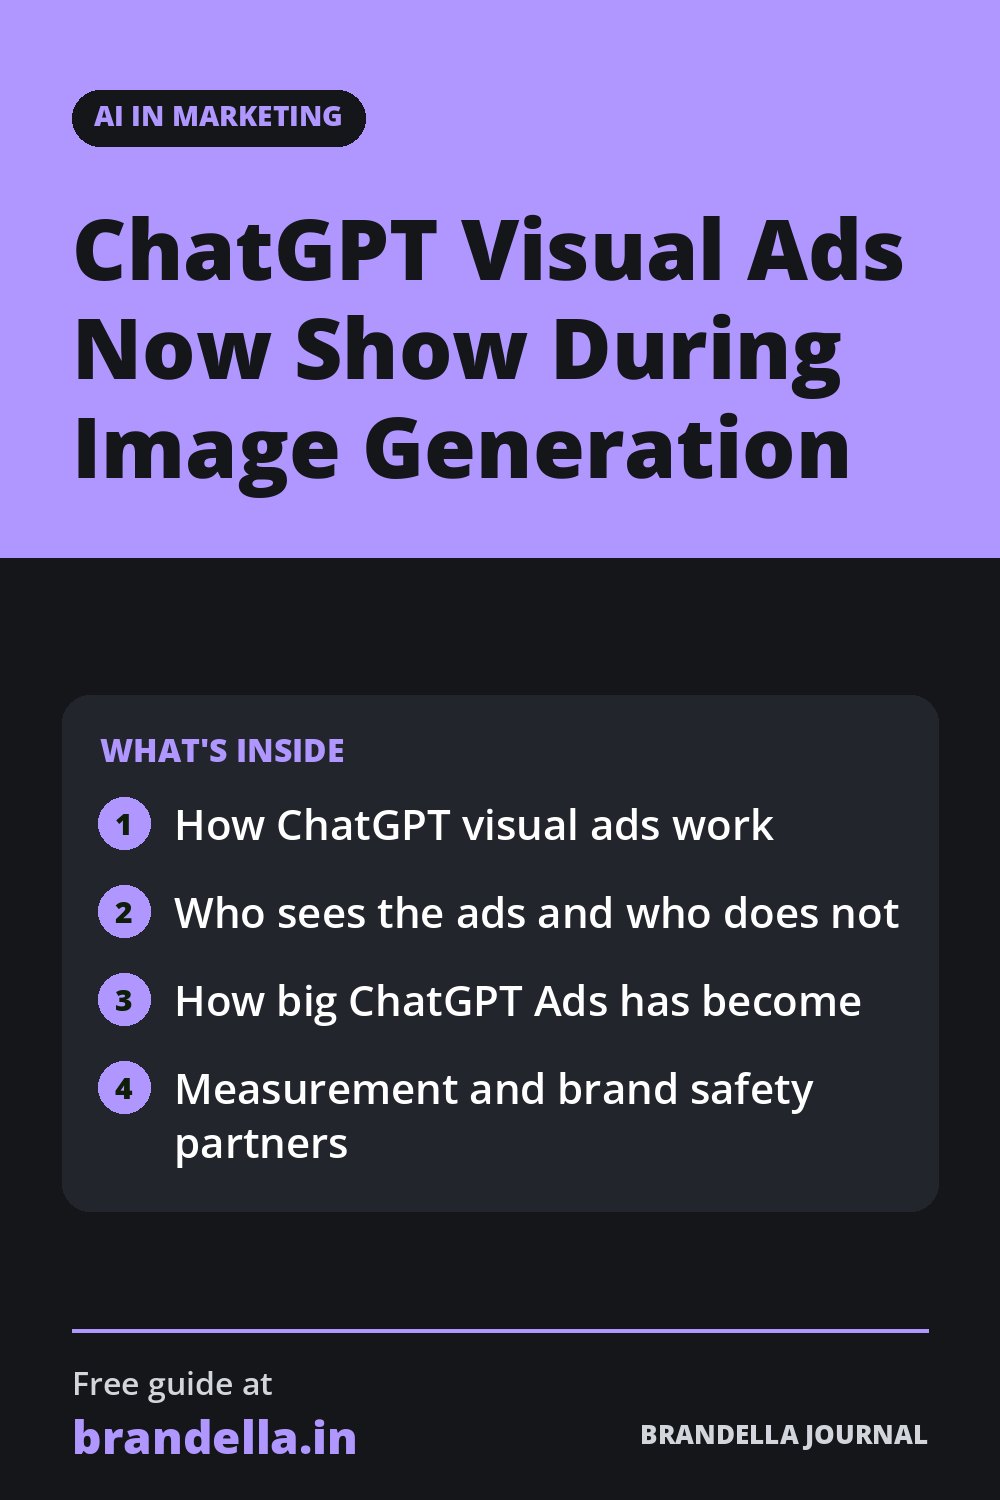 AI IN MARKETING
ChatGPT Visual Ads
Now Show During
Image Generation
WHAT'S INSIDE
1 How ChatGPT visual ads work
2 Who sees the ads and who does not
3 How big ChatGPT Ads has become
4 Measurement and brand safety
partners
Free guide at
brandella.in
BRANDELLA JOURNAL